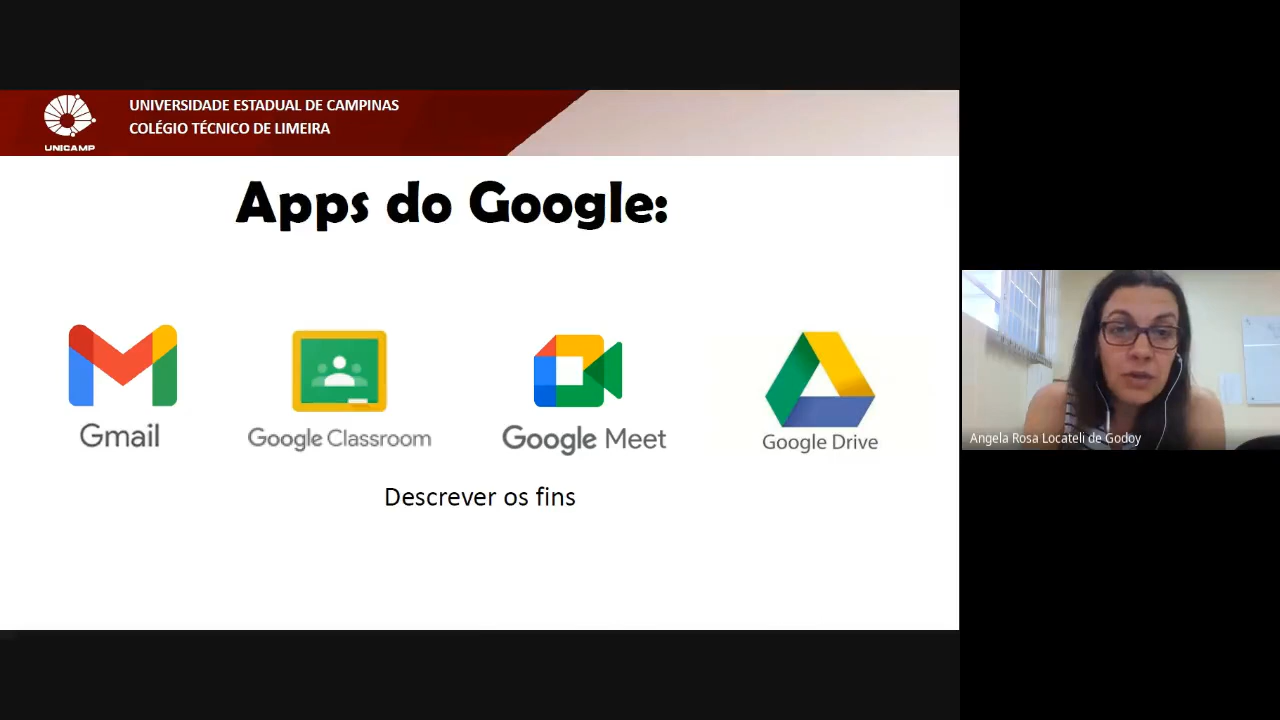 UNIVERSIDADE ESTADUAL DE CAMPINAS
COLÉGIO TÉCNICO DE LIMEIRA
UNICAMP
Apps do Google:
Gmail
Google Classroom
Google Meet
Google Drive
Descrever os fins
Angela Rosa Locateli de Godoy